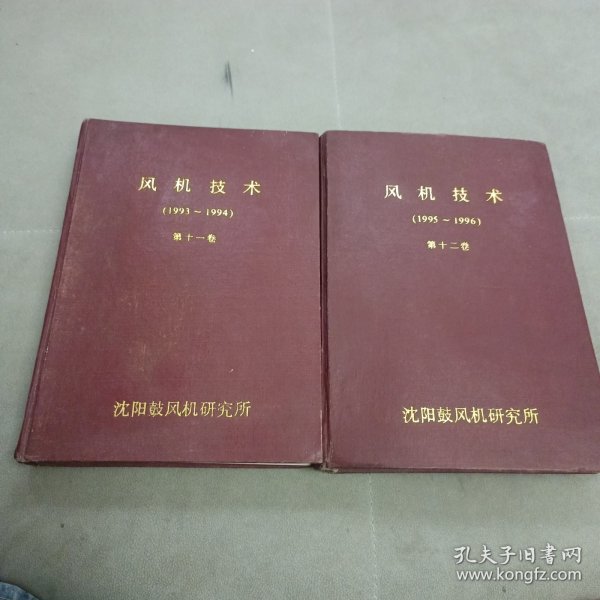 风机技术
(1993～1994)
第十一卷
沈阳鼓风机研究所
风机技术
(1995～1996)
第十二卷
沈阳鼓风机研究所
孔夫子旧书网
www.kongfz.com